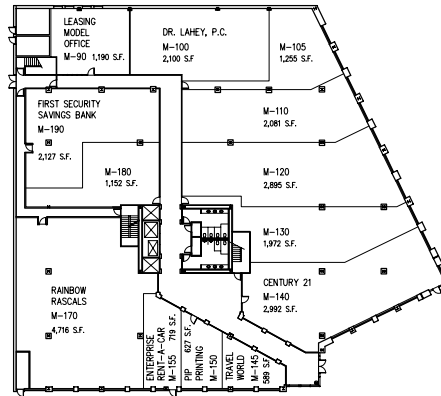 LEASING
MODEL
OFFICE
M-90 1,190 S.F.
DR. LAHEY, P.C.
M-100
2,100 S.F.
M-105
1,255 S.F.
FIRST SECURITY
SAVINGS BANK
M-190
2,127 S.F.
M-110
2,081 S.F.
M-180
1,152 S.F.
M-120
2,895 S.F.
M-130
1,972 S.F.
RAINBOW
RASCALS
M-170
4,716 S.F.
CENTURY 21
M-140
2,992 S.F.
ENTERPRISE
RENT-A-CAR
M-155 719 S.F.
PIP 627 S.F.
PRINTING
M-150
TRAVEL
WORLD
M-145
589 S.F.